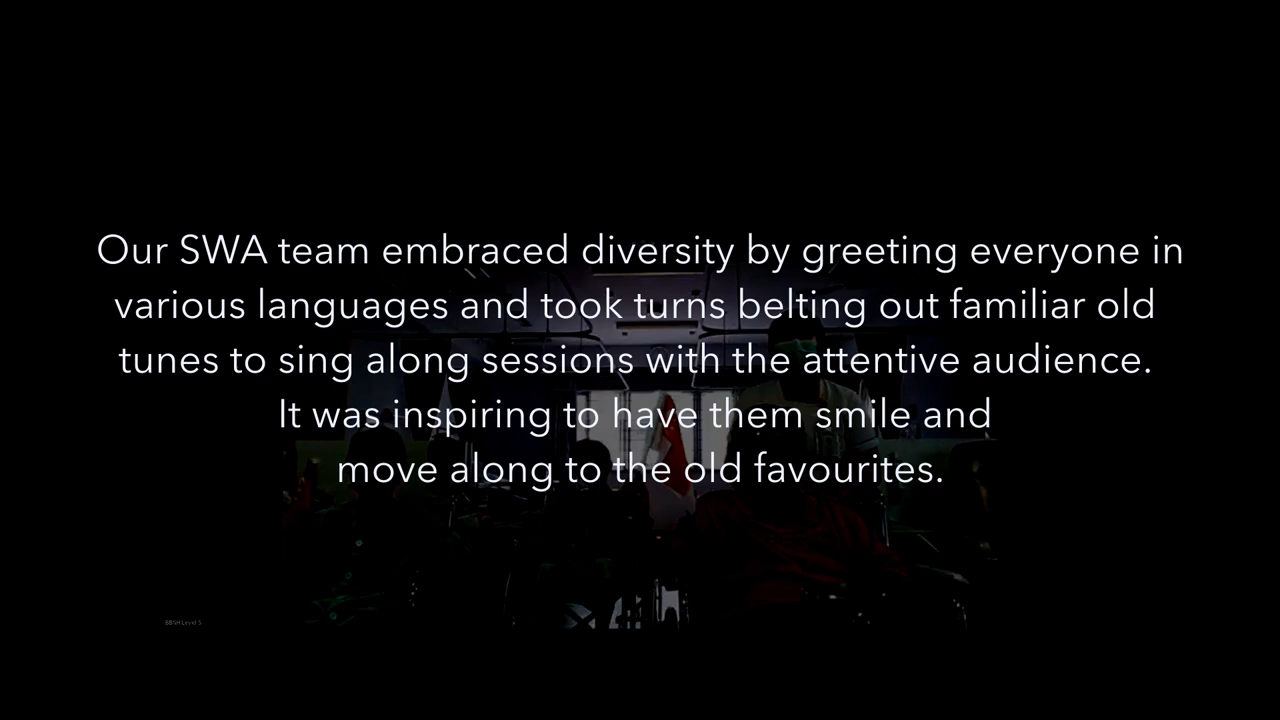 Our SWA team embraced diversity by greeting everyone in
various languages and took turns belting out familiar old
tunes to sing along sessions with the attentive audience.
It was inspiring to have them smile and
move along to the old favourites.